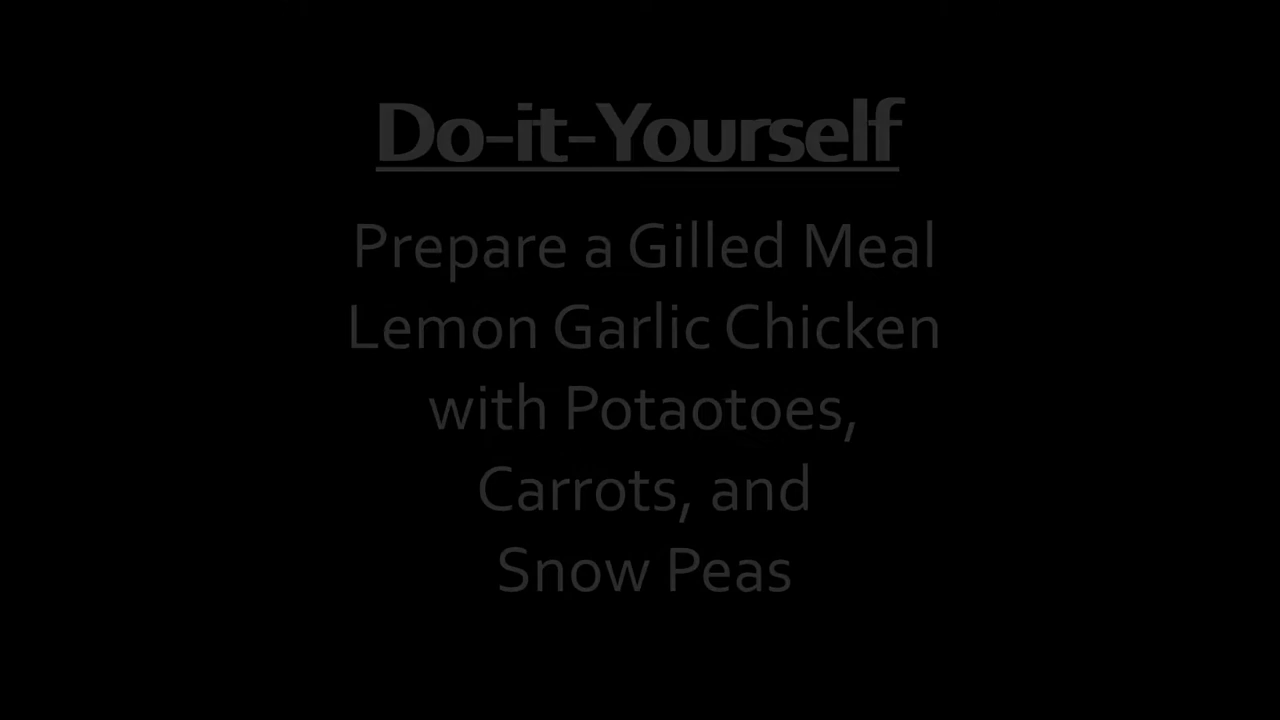 Do-it-Yourself
Prepare a Gilled Meal
Lemon Garlic Chicken
with Potaotoes,
Carrots, and
Snow Peas